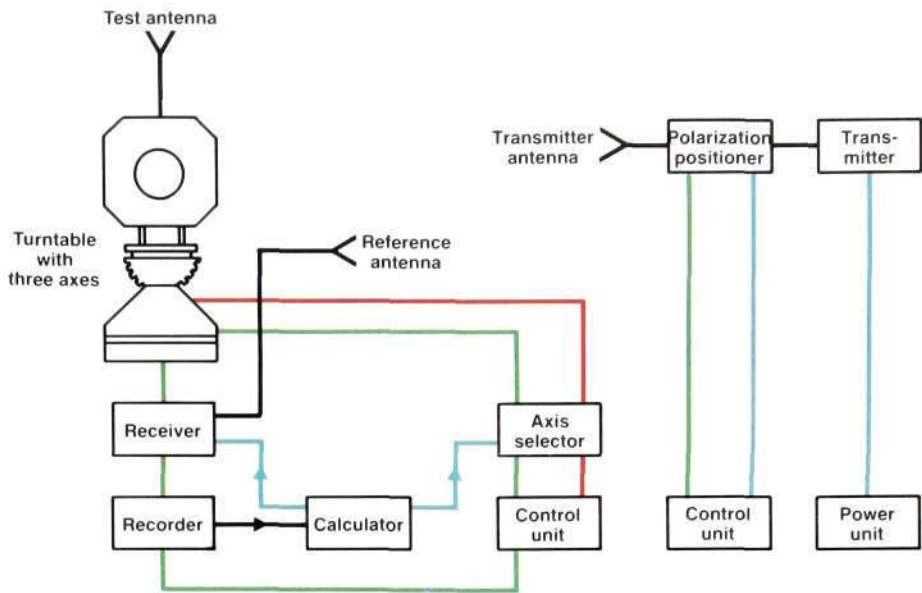 Test antenna
Transmitter
antenna
Polarization
positioner
Trans-
mitter
Turntable
with
three axes
Reference
antenna
Receiver
Axis
selector
Recorder
Calculator
Control
unit
Control
unit
Power
unit